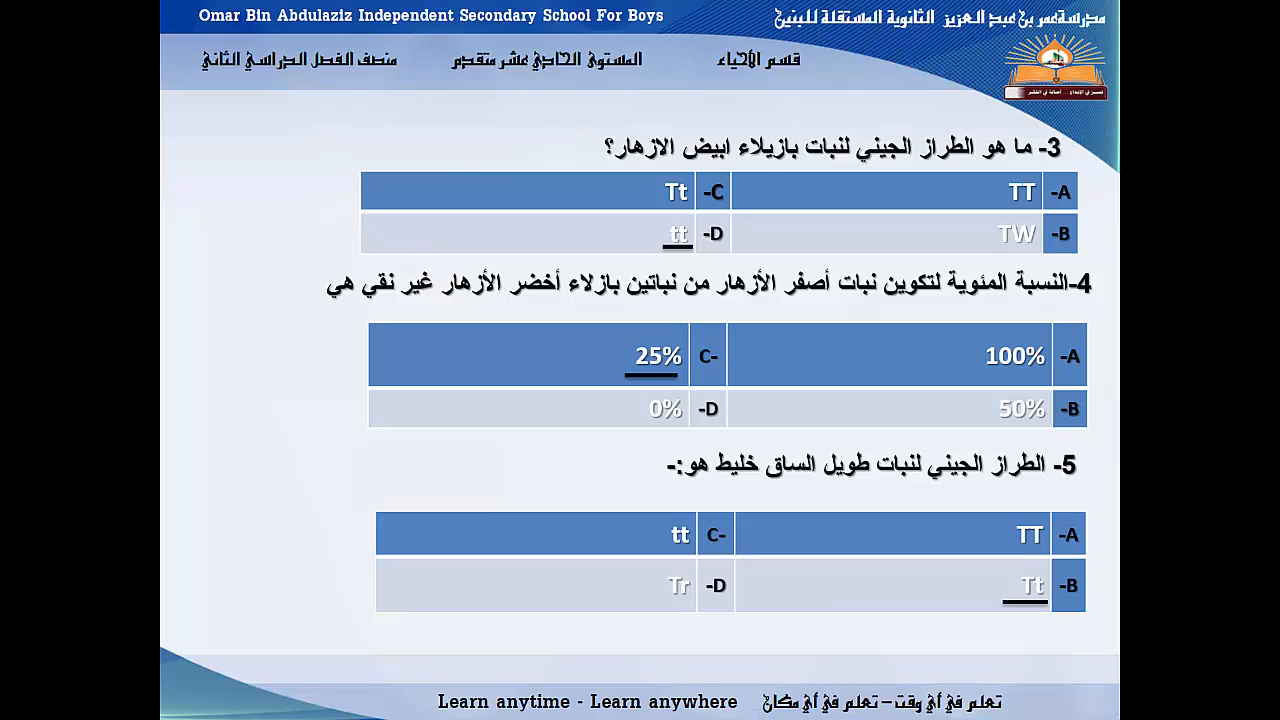 Omar Bin Abdulaziz Independent Secondary School For Boys
مدرسة عمر بن عبد العزيز الثانوية المستقلة للبنين
قسم الأحياء
المستوى الحادي عشر متقدم
منتصف الفصل الدراسي الثاني
3- ما هو الطراز الجيني لنبات بازيلاء ابيض الازهار؟
A- TT C- Tt
B- TW D- tt
4-النسبة المئوية لتكوين نبات أصفر الأزهار من نباتين بازلاء أخضر الأزهار غير نقي هي
A- 100% C- 25%
B- 50% D- 0%
5- الطراز الجيني لنبات طويل الساق خليط هو:-
A- TT C- tt
B- Tt D- Tr
Learn anytime - Learn anywhere تعلم في أي وقت – تعلم في أي مكان